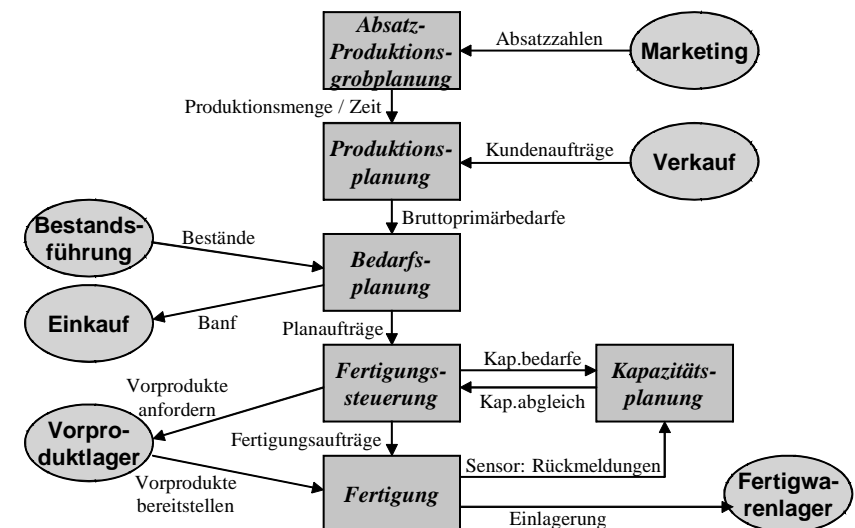 Absatz-
Produktions-
grobplanung
Absatzzahlen
Marketing
Produktionsmenge / Zeit
Produktions-
planung
Kundenaufträge
Verkauf
Bruttoprimärbedarfe
Bestands-
führung
Bestände
Bedarfs-
planung
Einkauf
Banf
Planaufträge
Fertigungs-
steuerung
Kap.bedarfe
Kap.abgleich
Kapazitäts-
planung
Vorprodukte
anfordern
Vorpro-
duktlager
Fertigungsaufträge
Vorprodukte
bereitstellen
Fertigung
Sensor: Rückmeldungen
Einlagerung
Fertigwa-
renlager